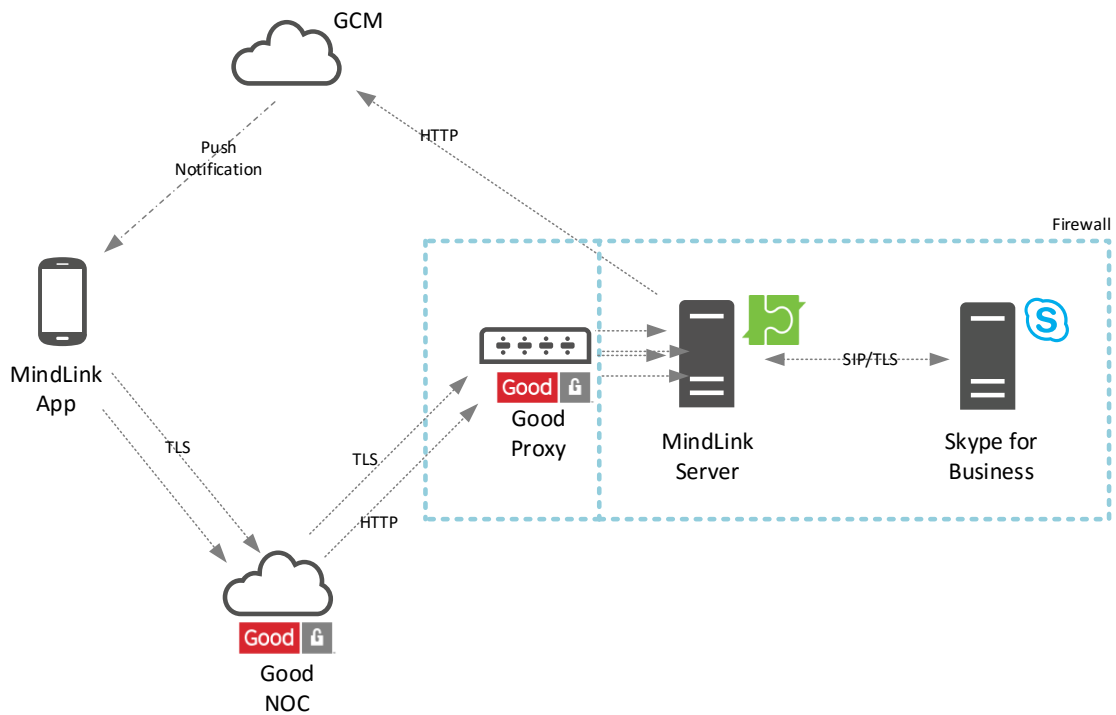 GCM
HTTP
Push
Notification
Firewall
MindLink
App
Good
Good
Proxy
MindLink
Server
SIP/TLS
S
Skype for
Business
TLS
TLS
HTTP
Good
Good
NOC